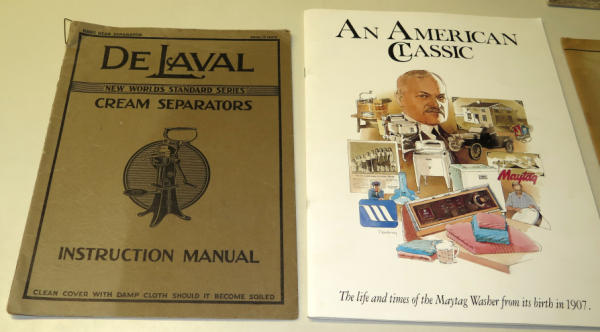 DE LAVAL
NEW WORLD'S STANDARD SERIES
CREAM SEPARATORS
INSTRUCTION MANUAL
CLEAN COVER WITH DAMP CLOTH SHOULD IT BECOME SOILED
AN AMERICAN
CLASSIC
Maytag
The life and times of the Maytag Washer from its birth in 1907.